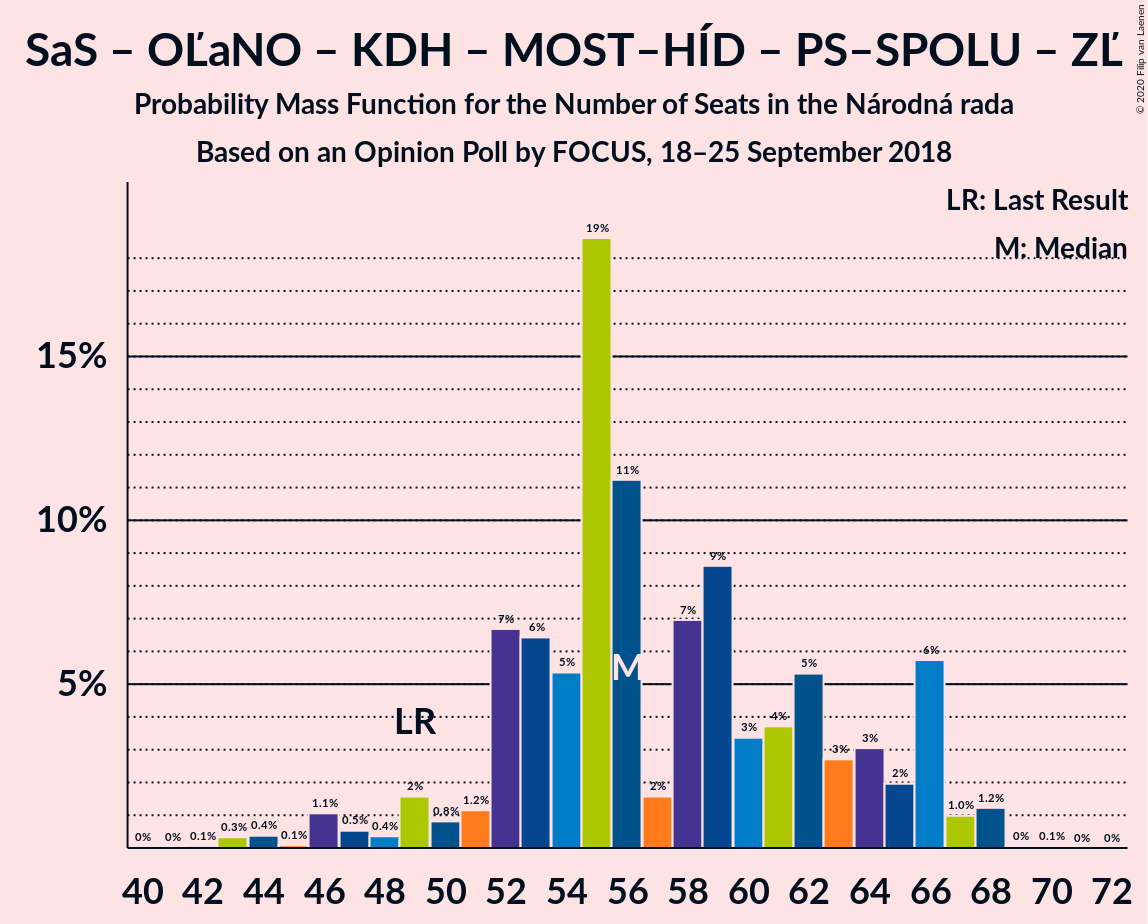 SaS – OĽaNO – KDH – MOST–HÍD – PS–SPOLU – ZĽ
Probability Mass Function for the Number of Seats in the Národná rada
Based on an Opinion Poll by FOCUS, 18–25 September 2018
© 2020 Filip van Laenen
LR: Last Result
M: Median
15%
10%
5%
0% 0% 0.1% 0.3% 0.4% 0.1% 1.1% 0.5% 0.4% 2% 0.8% 1.2% 7% 6% 5% 19% 11% 2% 7% 9% 3% 4% 5% 3% 3% 2% 6% 1.0% 1.2% 0% 0.1% 0% 0%
LR
M
40 42 44 46 48 50 52 54 56 58 60 62 64 66 68 70 72